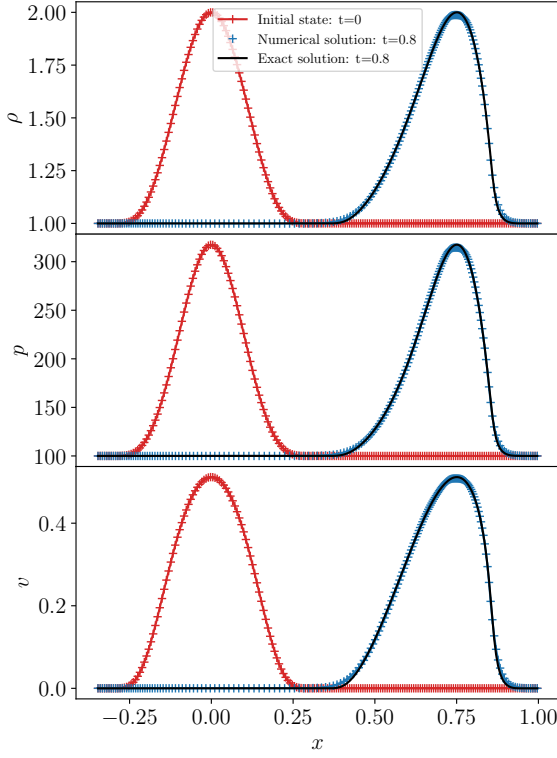 2.00
1.75
1.50
1.25
1.00
ρ
Initial state: t=0
Numerical solution: t=0.8
Exact solution: t=0.8
300
250
200
150
100
p
0.4
0.2
0.0
v
−0.25 0.00 0.25 0.50 0.75 1.00
x